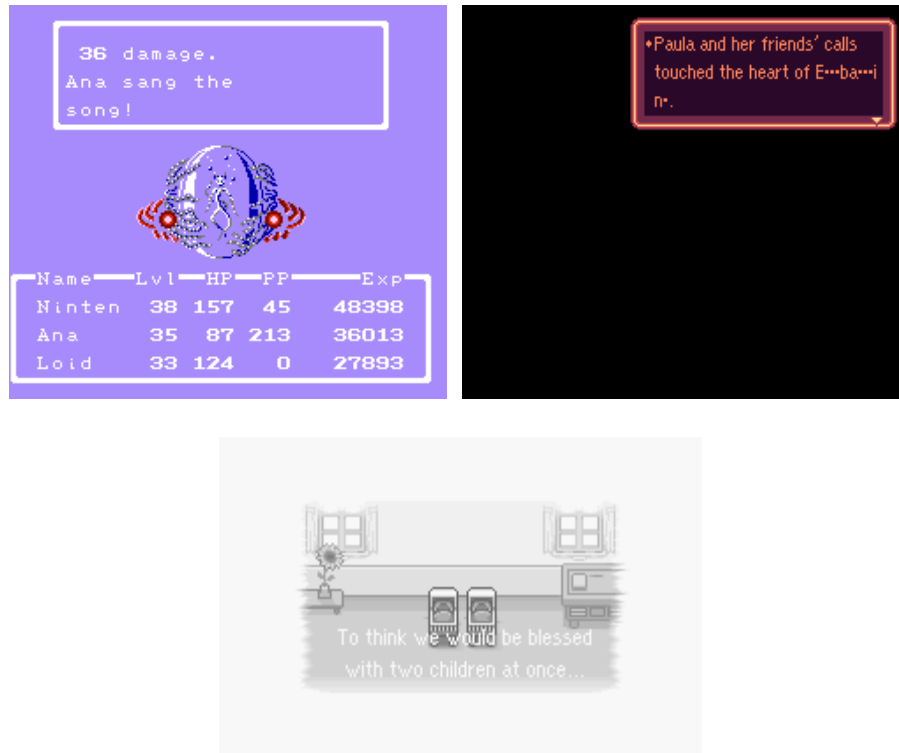 36 damage.
Ana sang the
song!
Name Lvl HP PP Exp
Ninten 38 157 45 48398
Ana 35 87 213 36013
Loid 33 124 0 27893
•Paula and her friends’ calls
touched the heart of E•••ba•••i
n•.
To think we would be blessed
with two children at once...